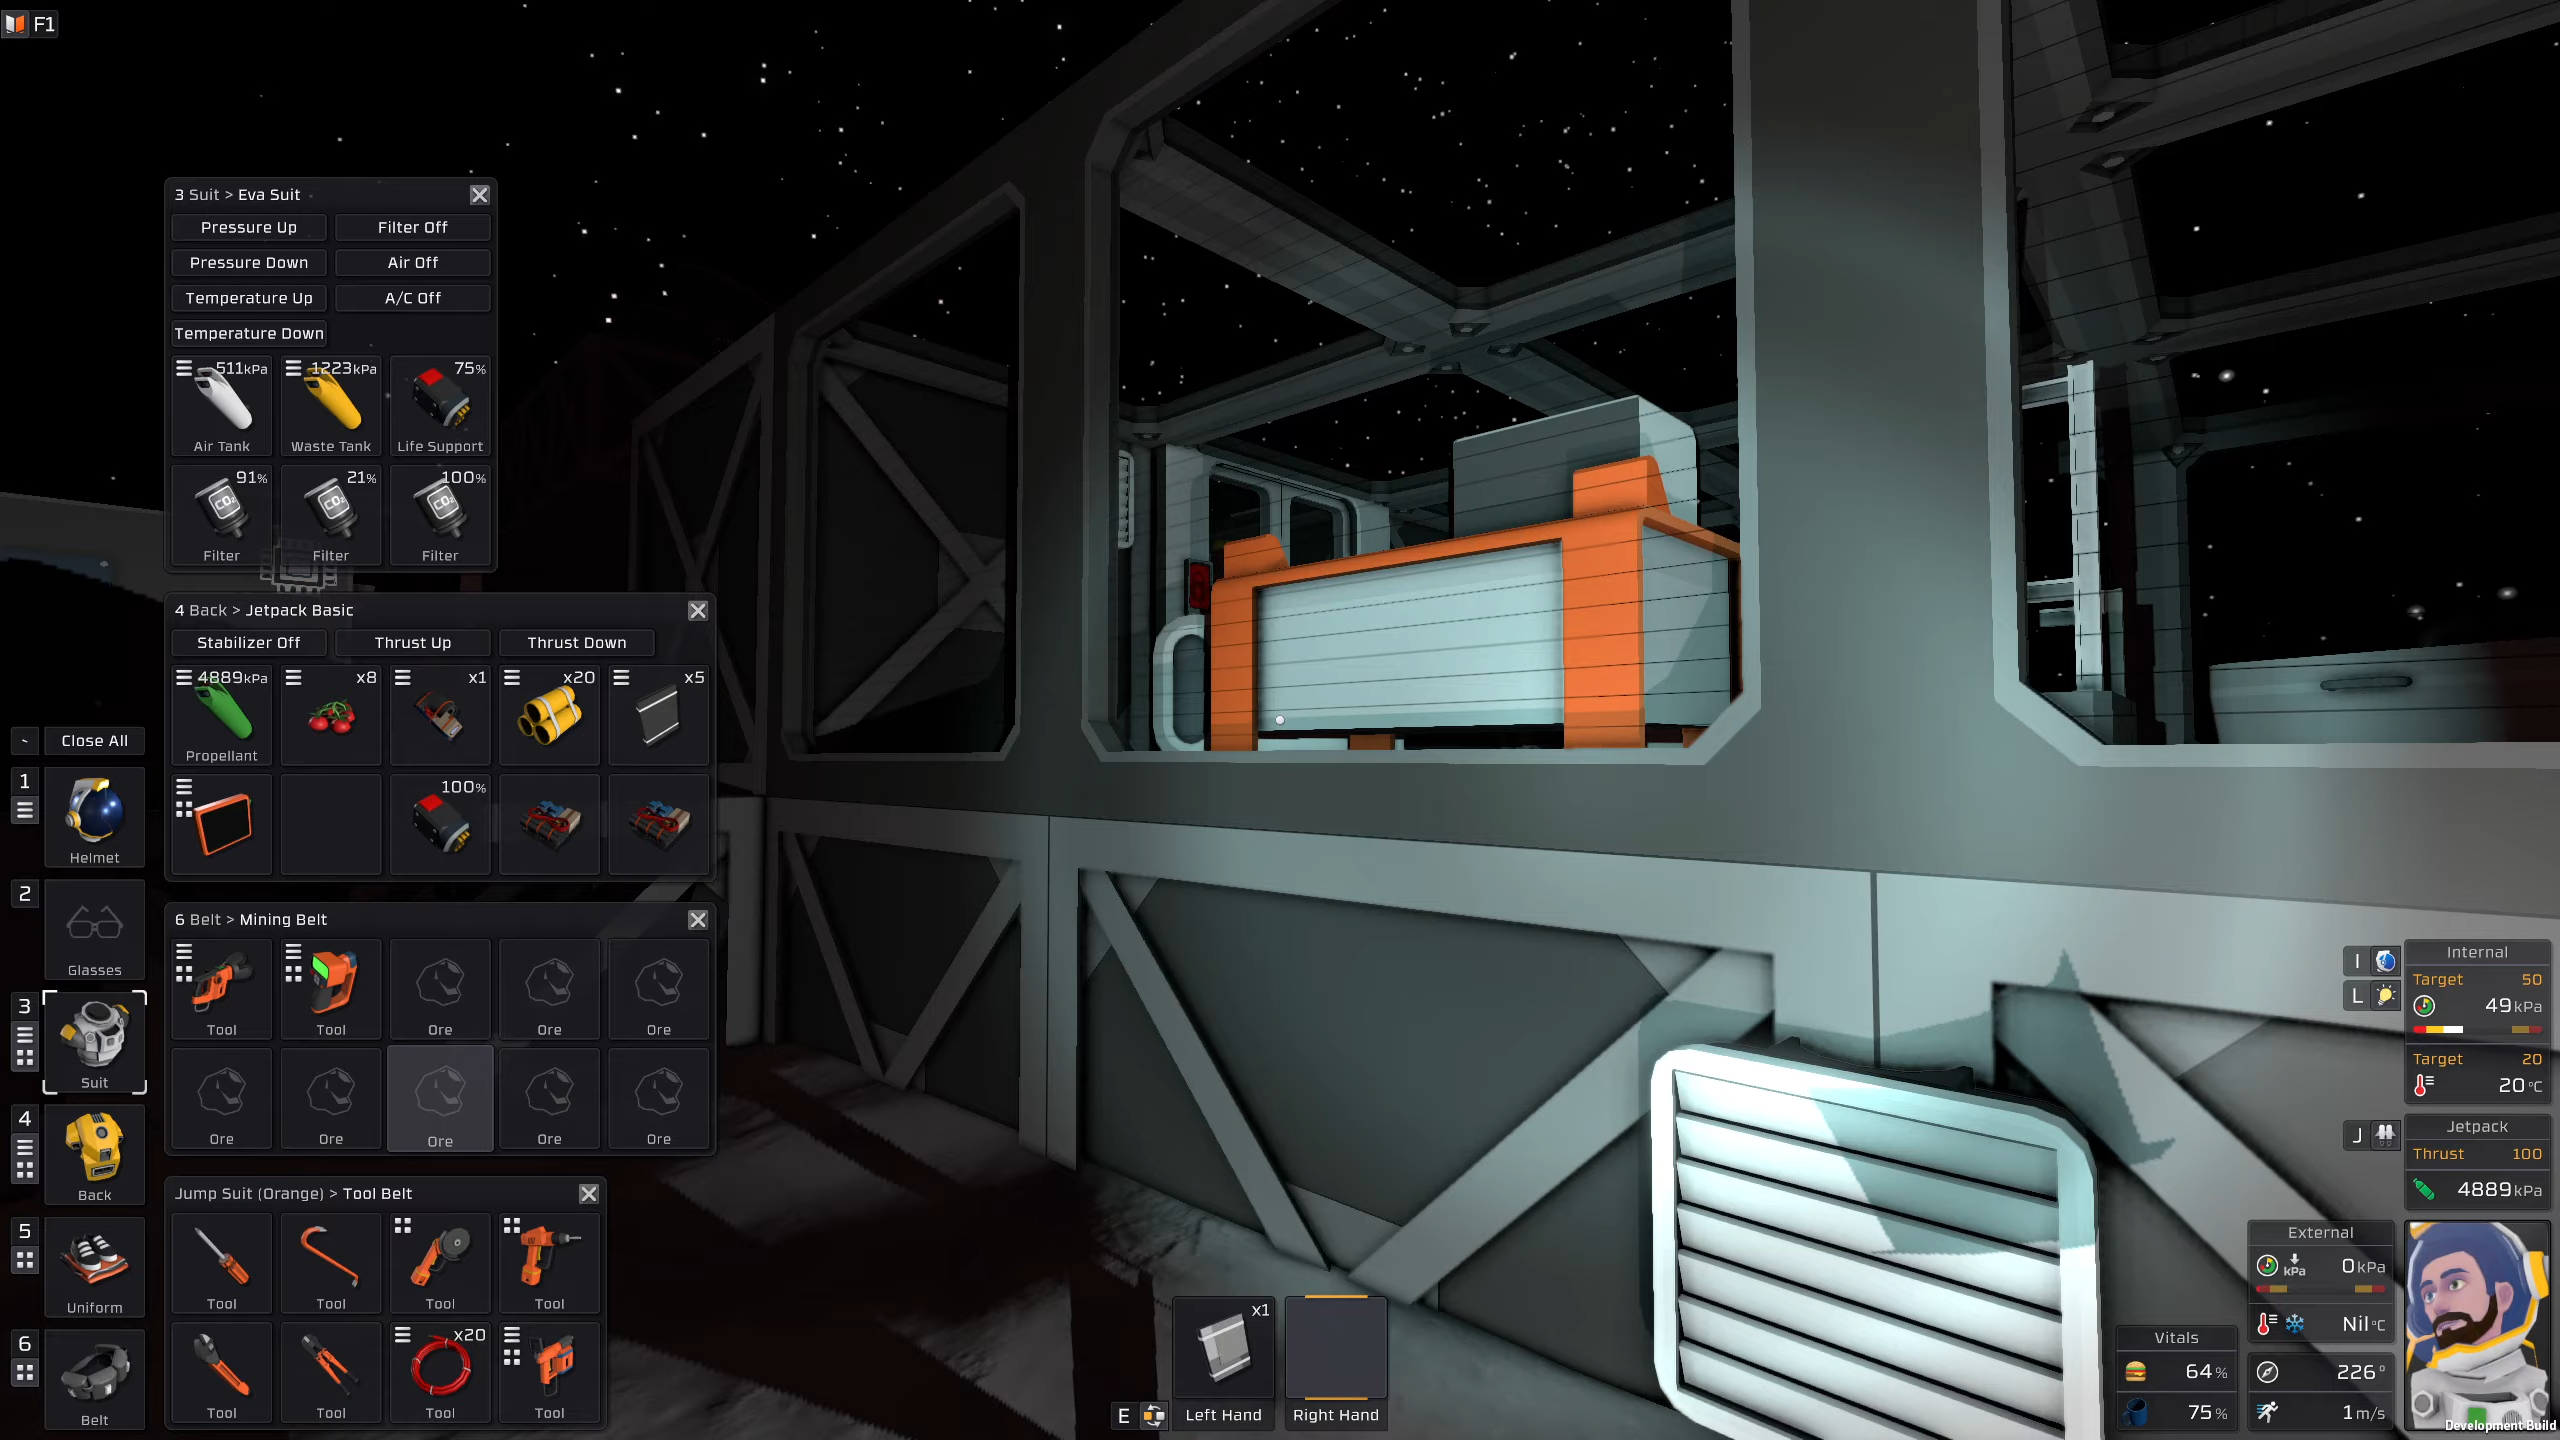 F1
3 Suit > Eva Suit
Pressure Up
Filter Off
Pressure Down
Air Off
Temperature Up
A/C Off
Temperature Down
511kPa
1223kPa
75%
Air Tank
Waste Tank
Life Support
91%
21%
100%
CO₂
CO₂
CO₂
Filter
Filter
Filter
4 Back > Jetpack Basic
Stabilizer Off
Thrust Up
Thrust Down
4889kPa
x8
x1
x20
x5
Propellant
100%
~
Close All
1
Helmet
2
Glasses
3
Suit
4
Back
5
Uniform
6
Belt
6 Belt > Mining Belt
Tool
Tool
Ore
Ore
Ore
Ore
Ore
Ore
Ore
Ore
Jump Suit (Orange) > Tool Belt
Tool
Tool
Tool
Tool
x20
Tool
Tool
Tool
Tool
x1
E
Left Hand
Right Hand
I
L
Internal
Target 50
49kPa
Target 20
20°C
J
Jetpack
Thrust 100
4889kPa
External
kPa
0kPa
Nil°C
Vitals
64%
75%
226°
1m/s
Development Build